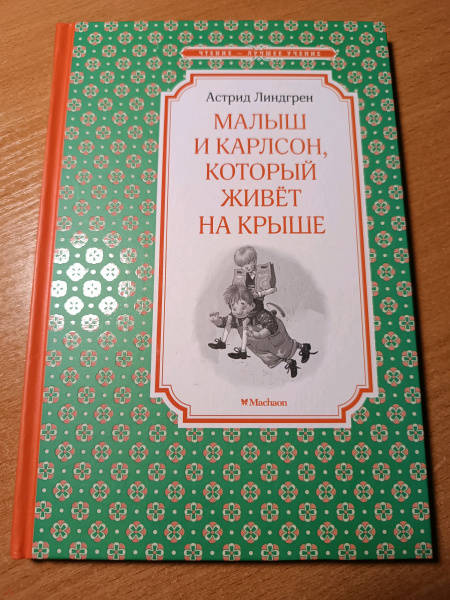 ЧТЕНИЕ – ЛУЧШЕЕ УЧЕНИЕ
Астрид Линдгрен
МАЛЫШ
И КАРЛСОН,
КОТОРЫЙ
ЖИВЁТ
НА КРЫШЕ
Machaon